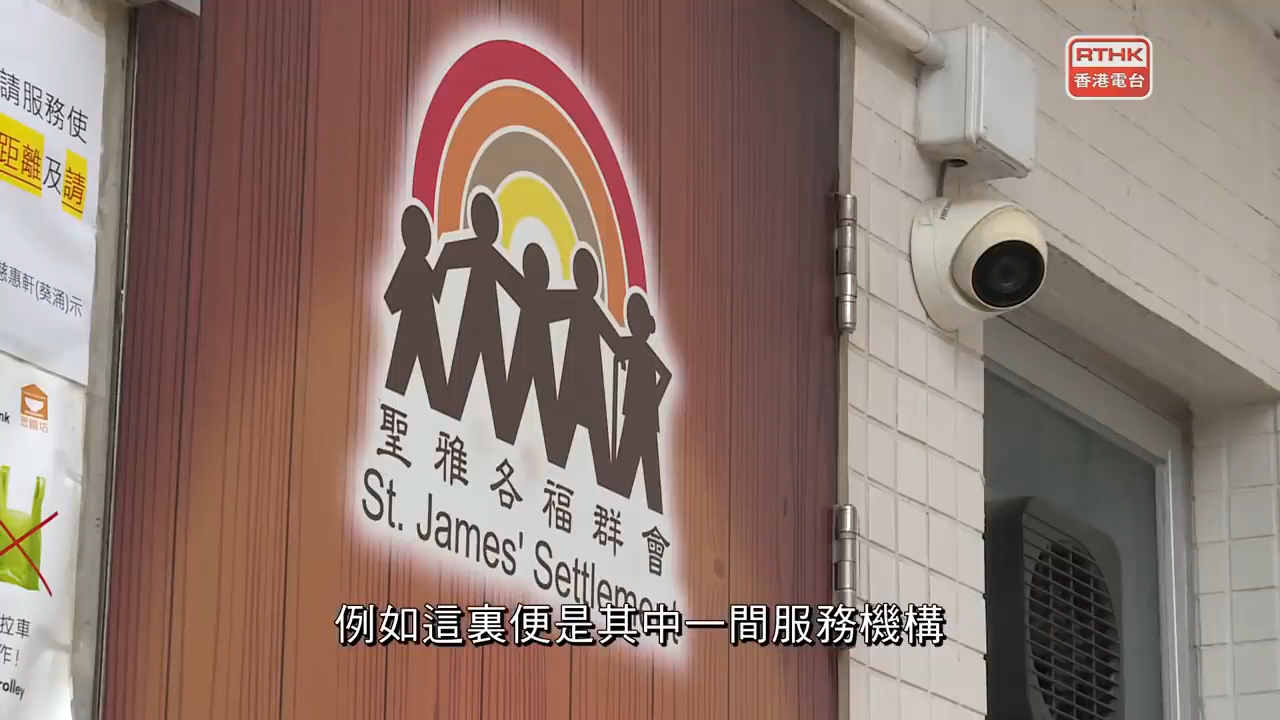 請服務使
距離及請
慈惠軒(葵涌)示
拉車
作!
rolley
聖雅各福群會
St. James' Settlement
RTHK
香港電台
例如這裏便是其中一間服務機構